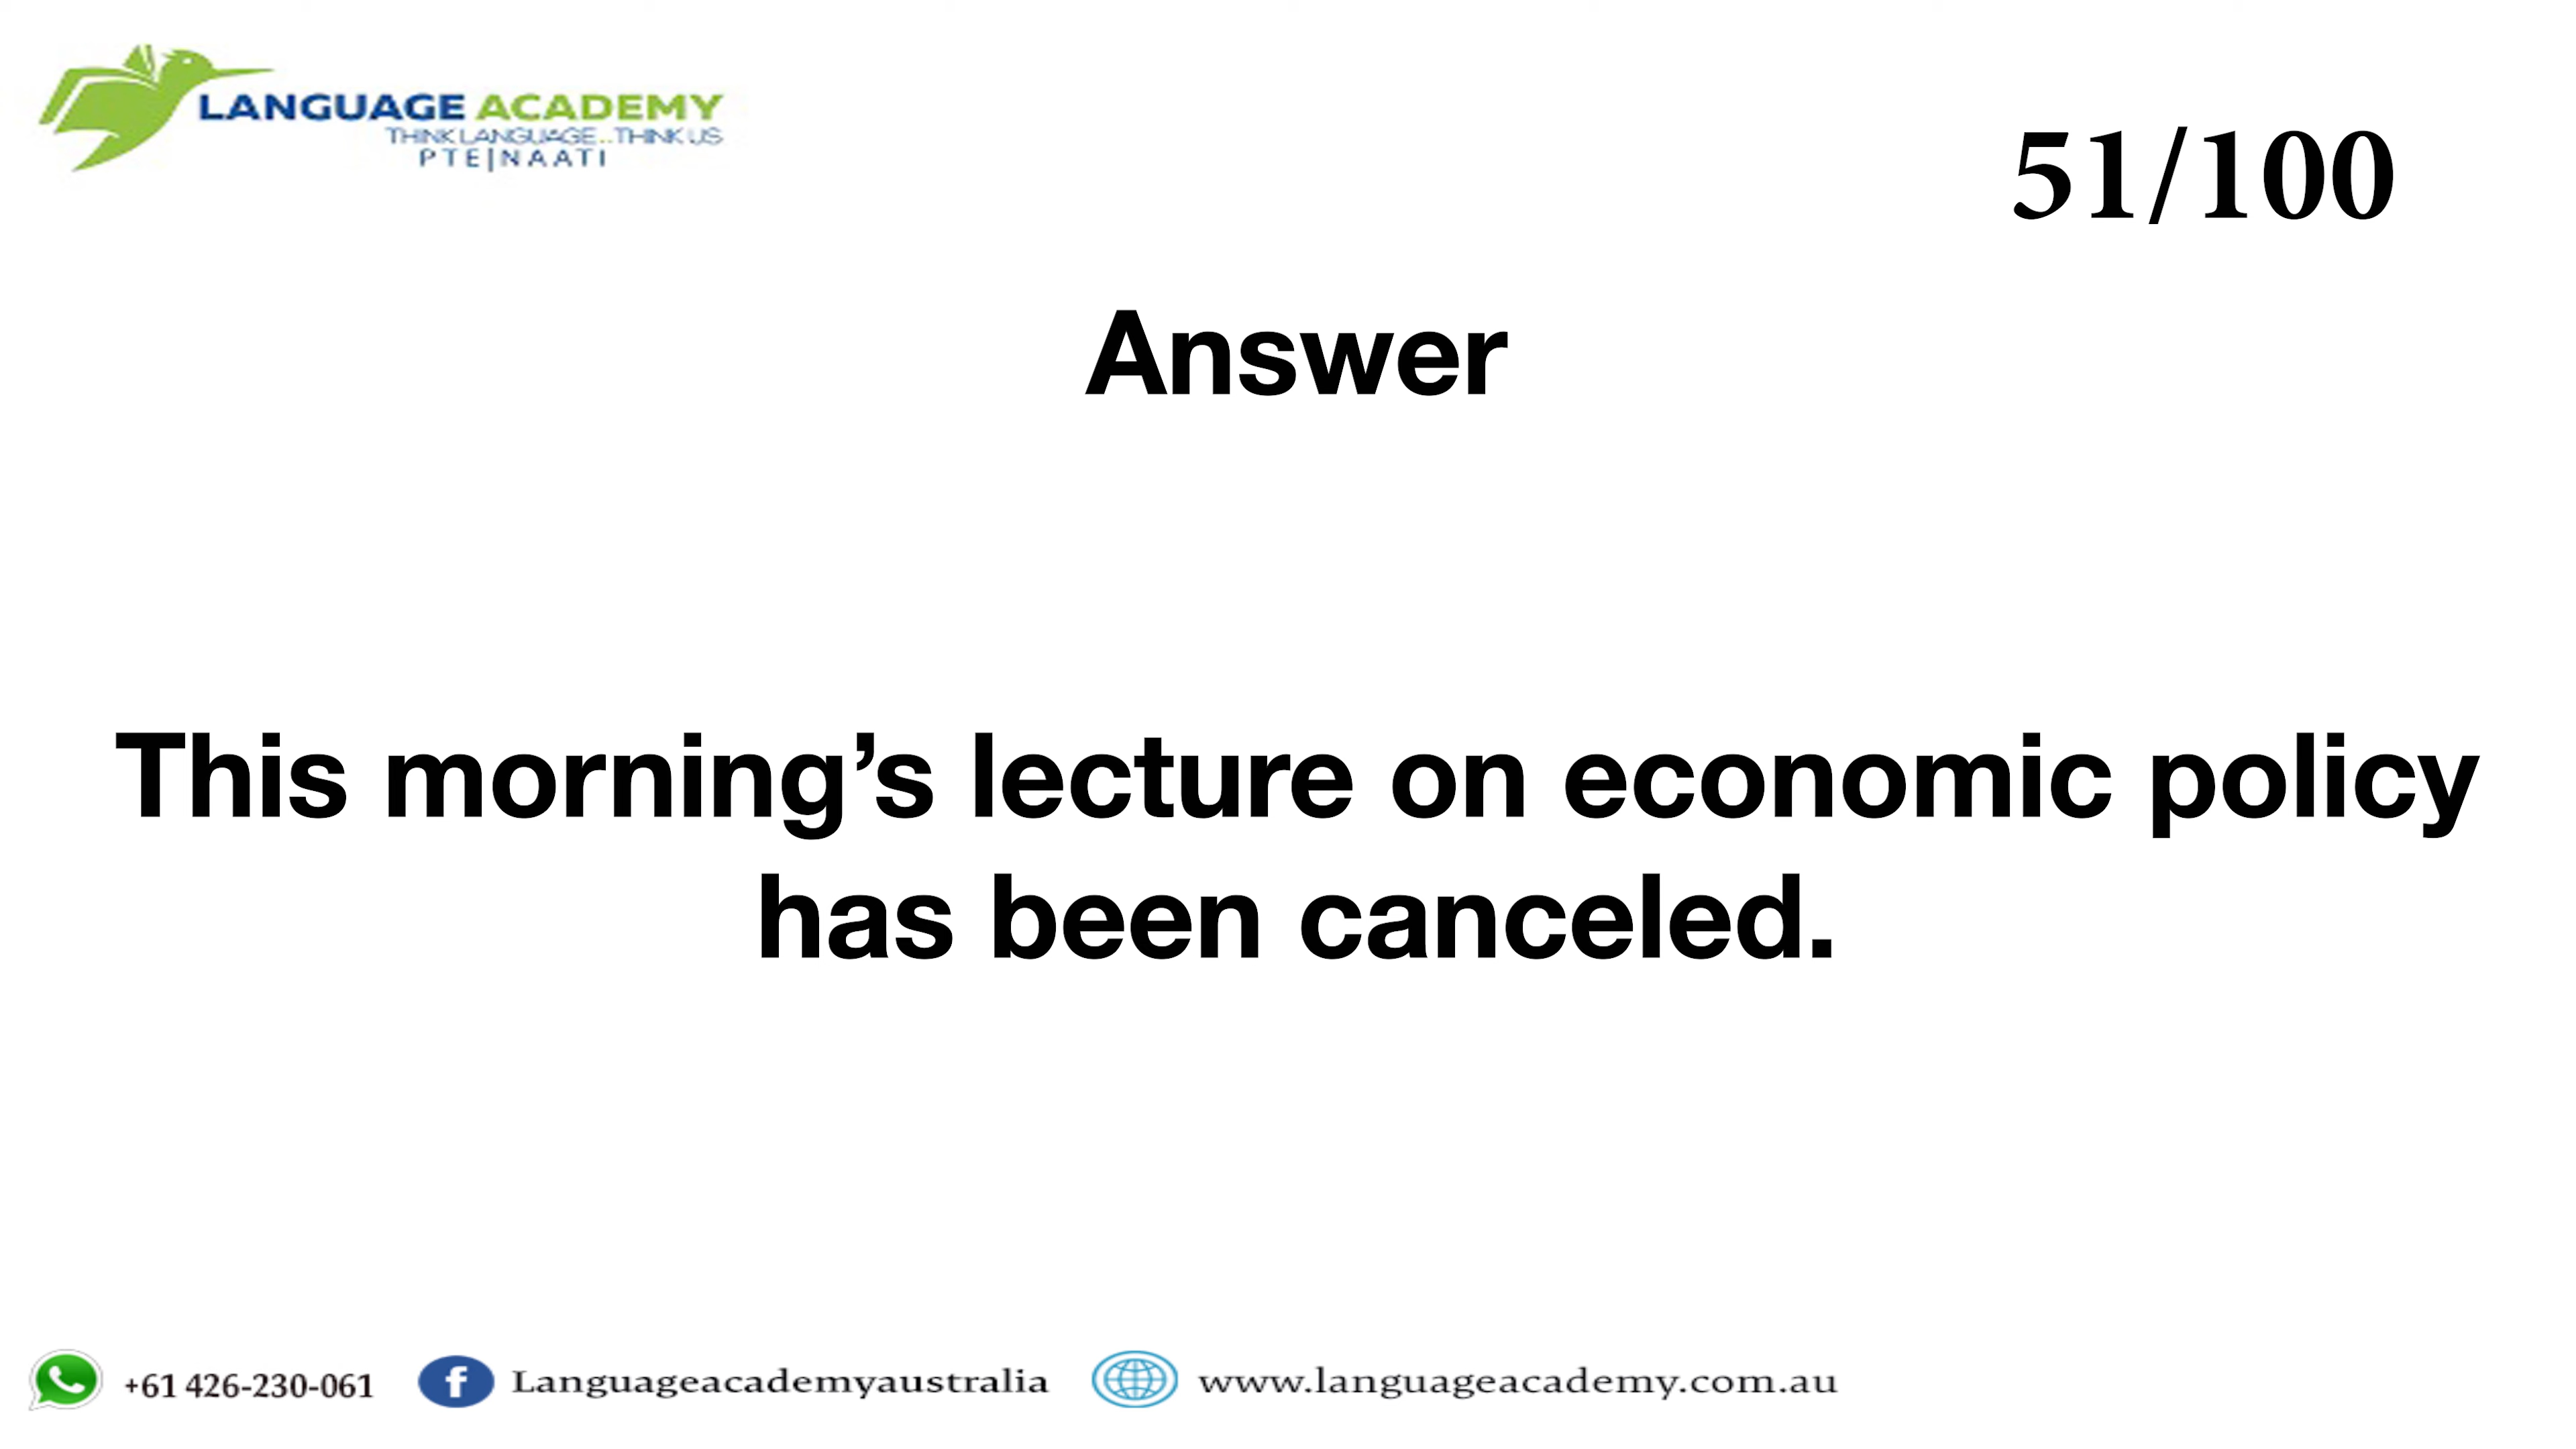 LANGUAGE ACADEMY
THINK LANGUAGE..THINK US
PTE|NAATI
51/100
Answer
This morning’s lecture on economic policy
has been canceled.
+61 426-230-061 Languageacademyaustralia www.languageacademy.com.au